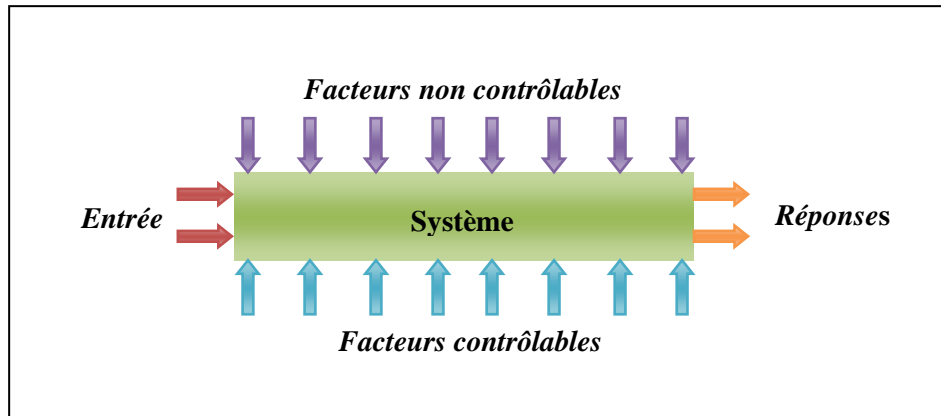 Facteurs non contrôlables
Entrée
Système
Réponses
Facteurs contrôlables